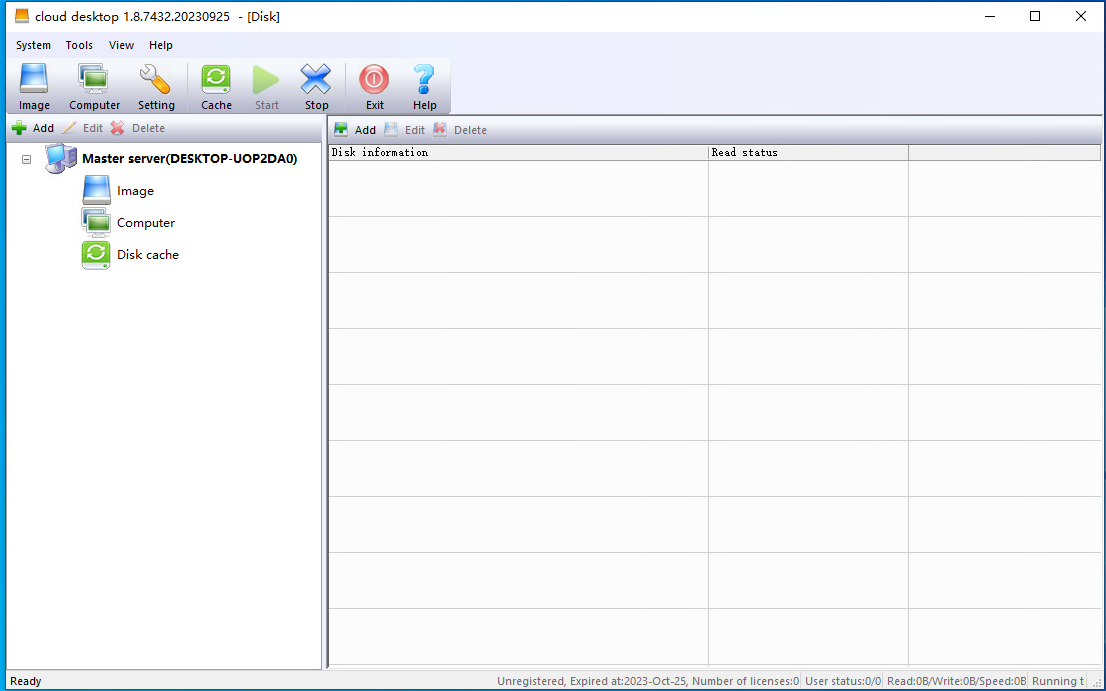 cloud desktop 1.8.7432.20230925 - [Disk]
System Tools View Help
Image Computer Setting Cache Start Stop Exit Help
Add Edit Delete
Master server(DESKTOP-UOP2DA0)
Image
Computer
Disk cache
Add Edit Delete
Disk information Read status
Ready Unregistered, Expired at:2023-Oct-25, Number of licenses:0 User status:0/0 Read:0B/Write:0B/Speed:0B Running t